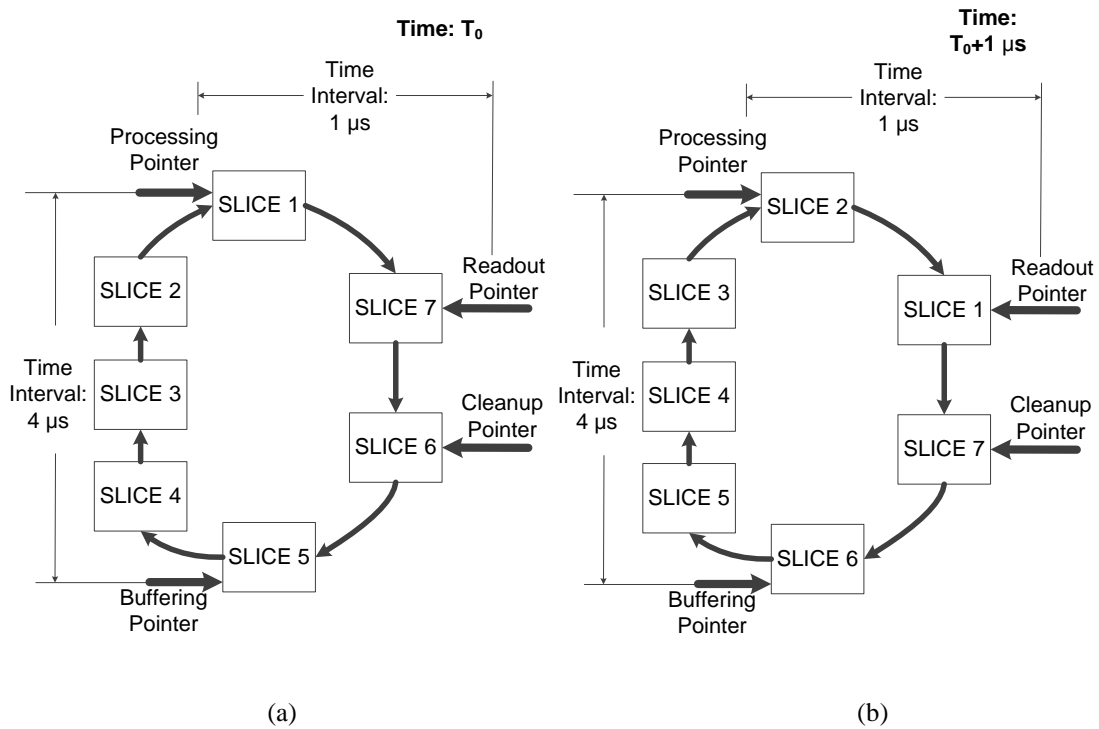 Time: T0
Time
Interval:
1 µs
Processing
Pointer
SLICE 1
SLICE 2
SLICE 7
Readout
Pointer
Time
Interval:
4 µs
SLICE 3
SLICE 6
Cleanup
Pointer
SLICE 4
SLICE 5
Buffering
Pointer
(a)
Time:
T0+1 µs
Time
Interval:
1 µs
Processing
Pointer
SLICE 2
SLICE 3
SLICE 1
Readout
Pointer
Time
Interval:
4 µs
SLICE 4
SLICE 7
Cleanup
Pointer
SLICE 5
SLICE 6
Buffering
Pointer
(b)